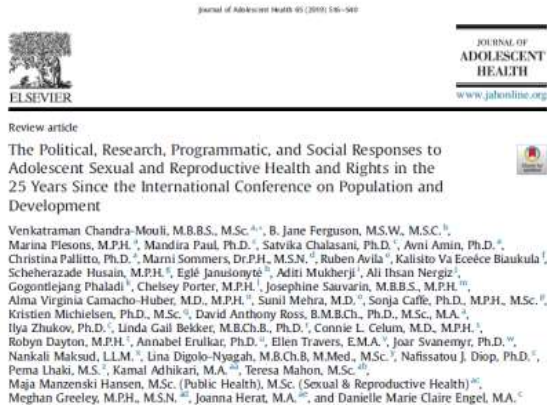 Journal of Adolescent Health 65 (2019) S16–S40
ELSEVIER
JOURNAL OF
ADOLESCENT
HEALTH
www.jahonline.org
Review article
The Political, Research, Programmatic, and Social Responses to
Adolescent Sexual and Reproductive Health and Rights in the
25 Years Since the International Conference on Population and
Development
Venkatraman Chandra-Mouli, M.B.B.S., M.Sc. a,*, B. Jane Ferguson, M.S.W., M.S.C. b,
Marina Plesons, M.P.H. a, Mandira Paul, Ph.D. c, Satvika Chalasani, Ph.D. c, Avni Amin, Ph.D. a,
Christina Pallitto, Ph.D. a, Marni Sommers, Dr.P.H., M.S.N. d, Ruben Avila e, Kalisito Va Eceéce Biaukula f,
Scheherazade Husain, M.P.H. g, Eglė Janušonytė h, Aditi Mukherji i, Ali Ihsan Nergiz j,
Gogontlejang Phaladi k, Chelsey Porter, M.P.H. l, Josephine Sauvarin, M.B.B.S., M.P.H. m,
Alma Virginia Camacho-Huber, M.D., M.P.H. n, Sunil Mehra, M.D. o, Sonja Caffe, Ph.D., M.P.H., M.Sc. p,
Kristien Michielsen, Ph.D., M.Sc. q, David Anthony Ross, B.M.B.Ch., Ph.D., M.Sc., M.A. a,
Ilya Zhukov, Ph.D. c, Linda Gail Bekker, M.B.Ch.B., Ph.D. r, Connie L. Celum, M.D., M.P.H. s,
Robyn Dayton, M.P.H. t, Annabel Erulkar, Ph.D. u, Ellen Travers, E.M.A. v, Joar Svanemyr, Ph.D. w,
Nankali Maksud, L.L.M. x, Lina Digolo-Nyagah, M.B.Ch.B, M.Med., M.Sc. y, Nafissatou J. Diop, Ph.D. c,
Pema Lhaki, M.S. z, Kamal Adhikari, M.A. aa, Teresa Mahon, M.Sc. ab,
Maja Manzenski Hansen, M.Sc. (Public Health), M.Sc. (Sexual & Reproductive Health) ac,
Meghan Greeley, M.P.H., M.S.N. , Joanna Herat, M.A. ae, and Danielle Marie Claire Engel, M.A. c